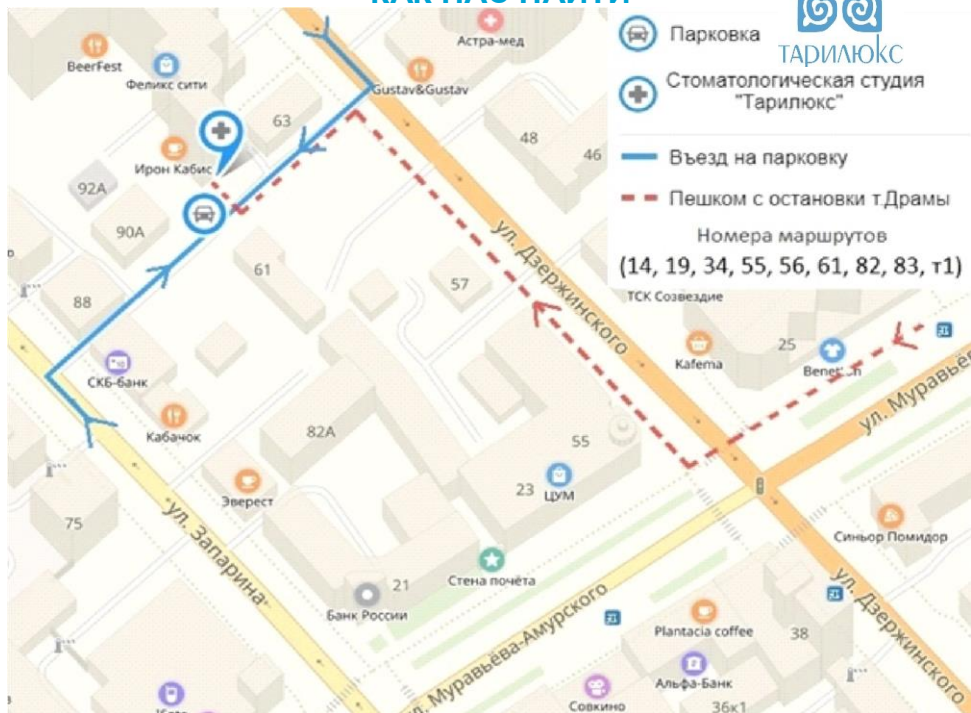 КАК НАС НАЙТИ
Парковка
ТАРИЛЮКС
Стоматологическая студия
"Тарилюкс"
Въезд на парковку
Пешком с остановки т.Драмы
Номера маршрутов
(14, 19, 34, 55, 56, 61, 82, 83, т1)
BeerFest
Феликс сити
63
Астра-мед
Gustav&Gustav
48
46
Ирон Кабис
92А
90А
61
88
57
ул. Дзержинского
ТСК Созвездие
Kafema
25
СКБ-банк
Кабачок
82А
55
23
ЦУМ
Эверест
75
ул. Запарина
Стена почёта
21
Банк России
Синьор Помидор
ул. Дзержинского
Муравьёва-Амурского
Plantacia coffee
38
Альфа-Банк
Совкино
36к1